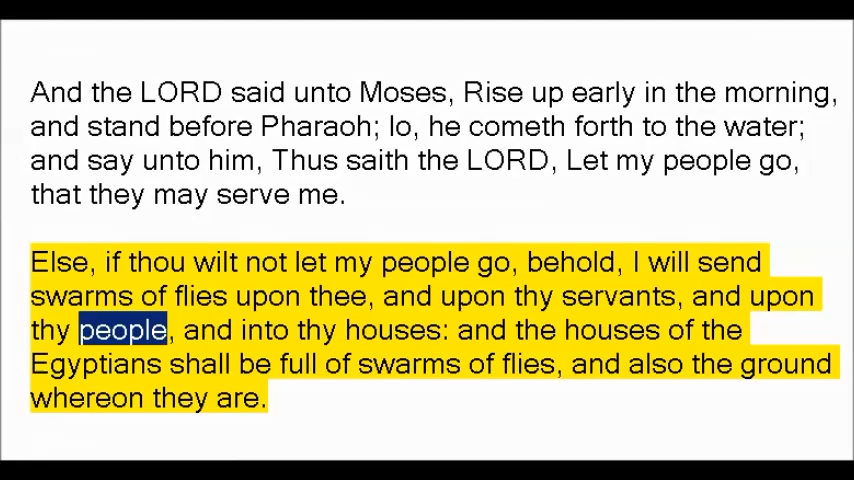 And the LORD said unto Moses, Rise up early in the morning,
and stand before Pharaoh; lo, he cometh forth to the water;
and say unto him, Thus saith the LORD, Let my people go,
that they may serve me.
Else, if thou wilt not let my people go, behold, I will send
swarms of flies upon thee, and upon thy servants, and upon
thy people, and into thy houses: and the houses of the
Egyptians shall be full of swarms of flies, and also the ground
whereon they are.